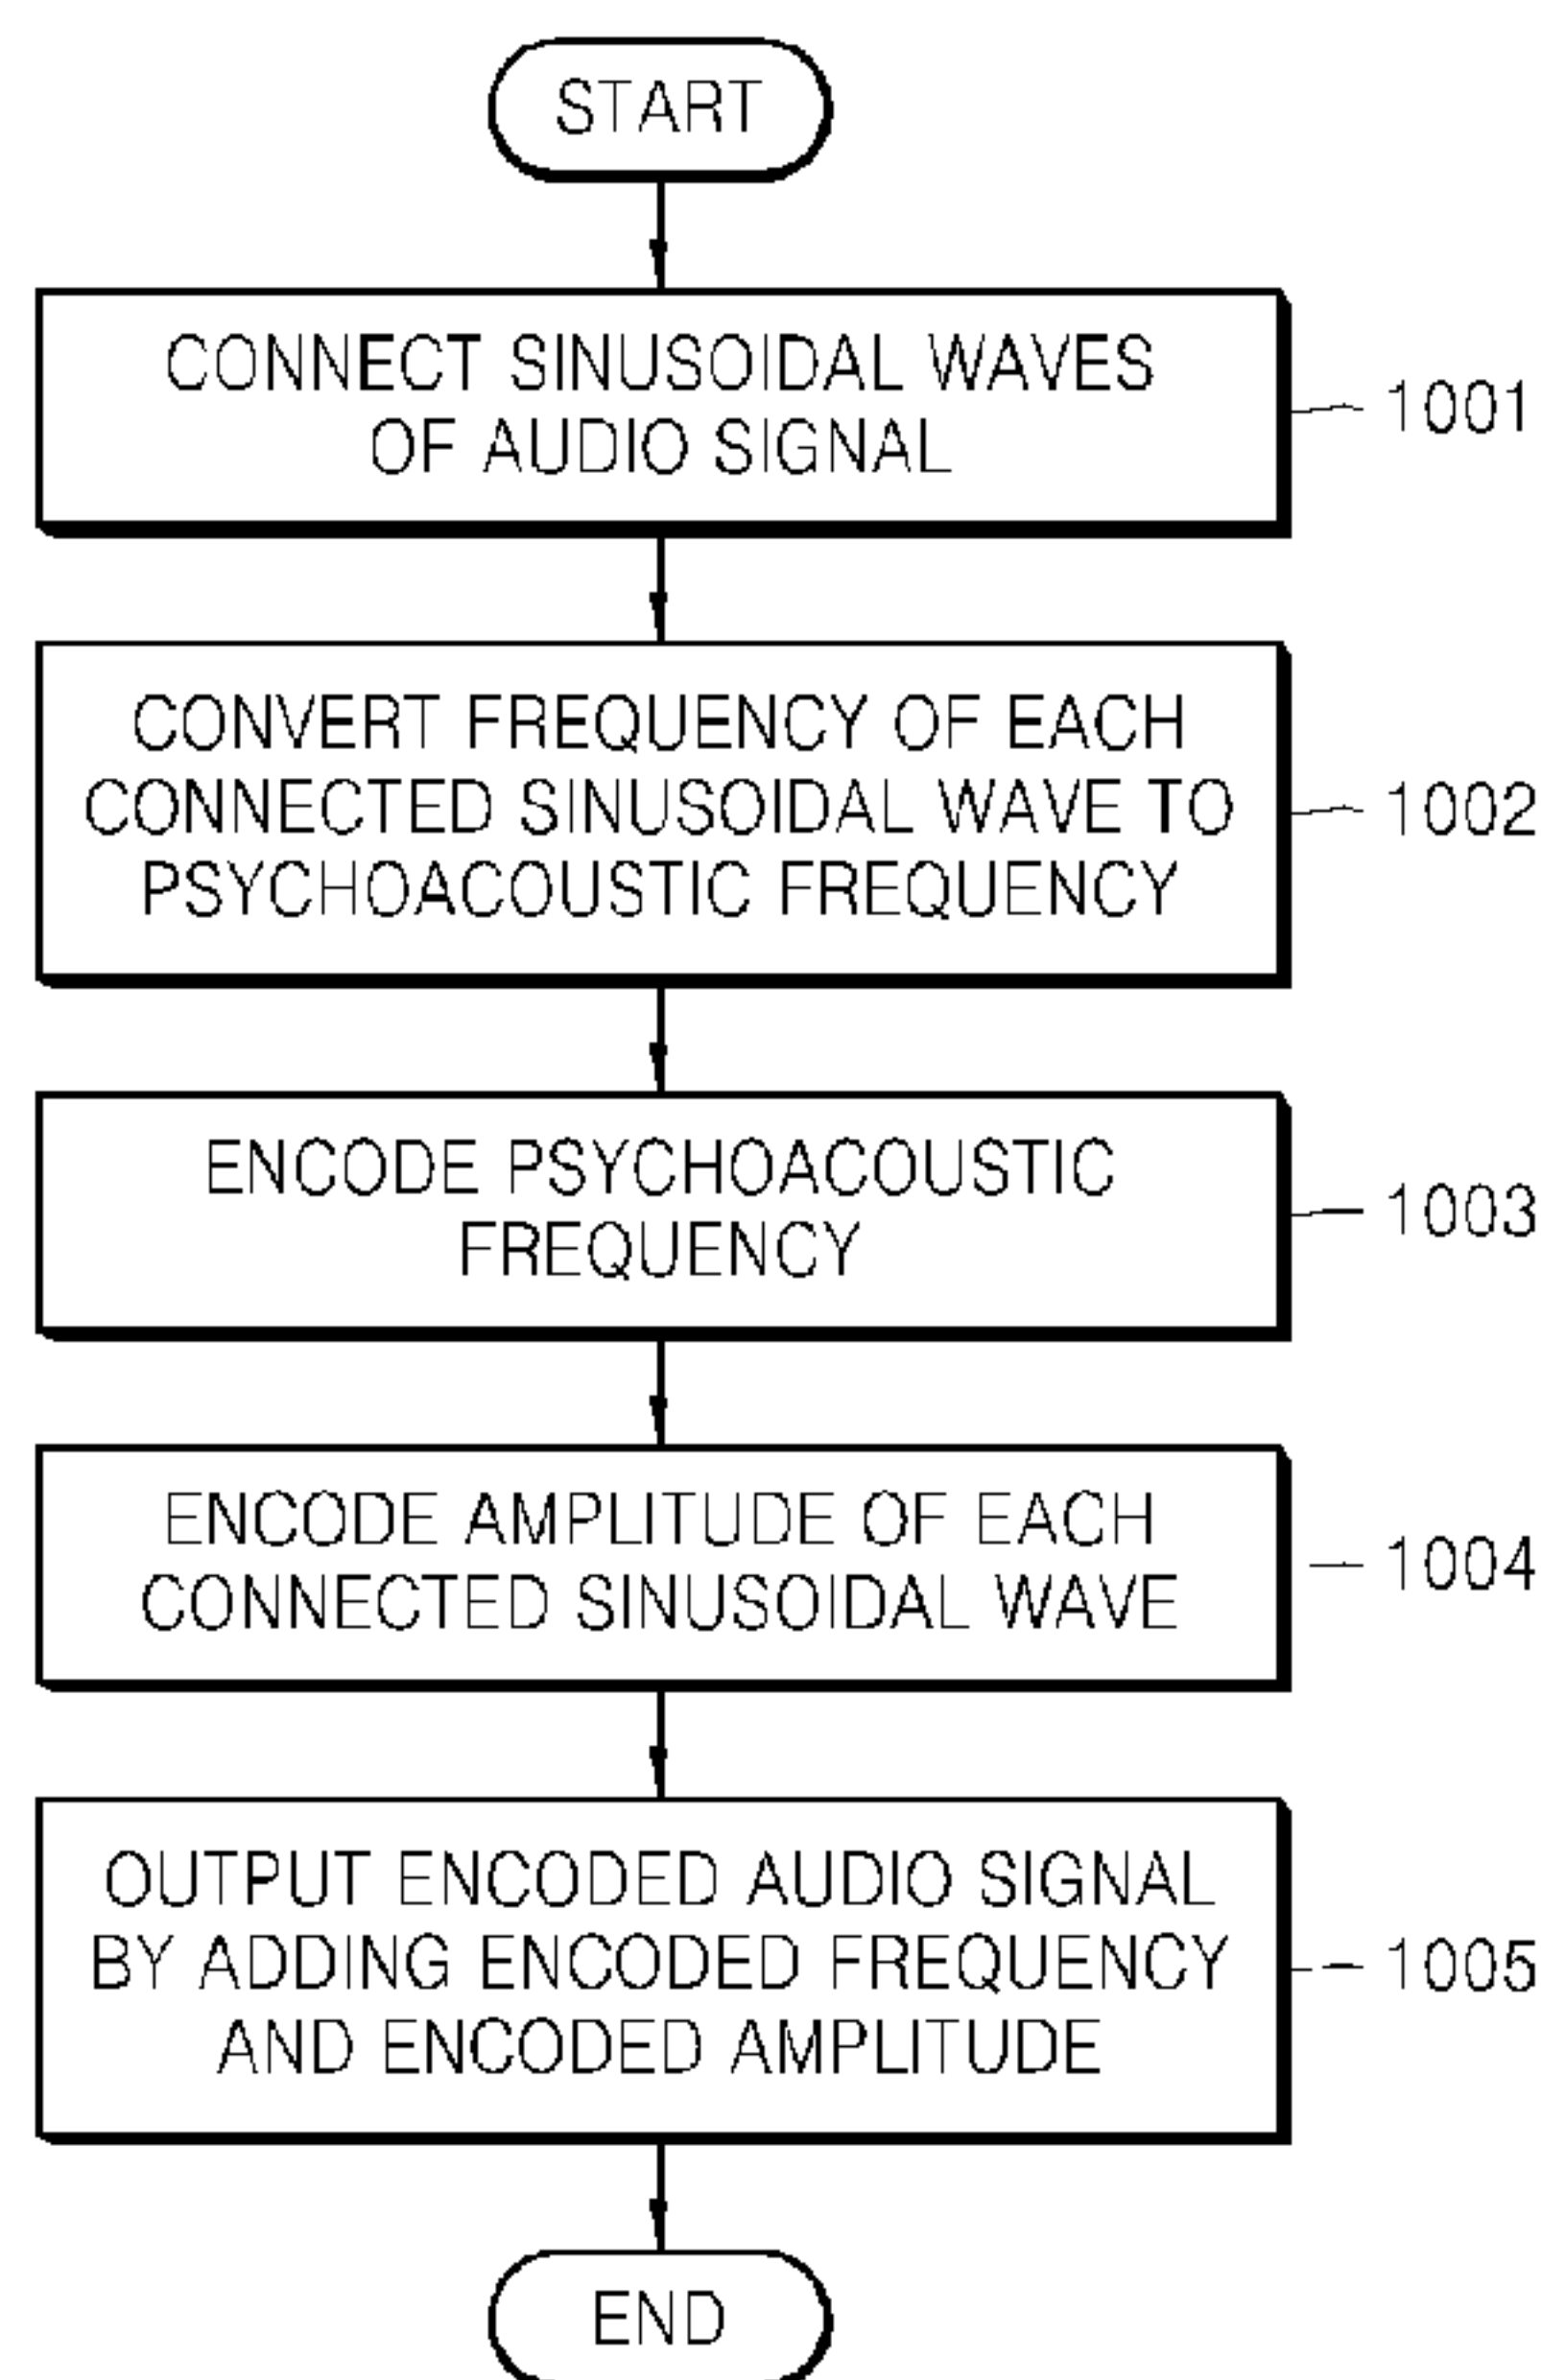 START
CONNECT SINUSOIDAL WAVES
OF AUDIO SIGNAL
1001
CONVERT FREQUENCY OF EACH
CONNECTED SINUSOIDAL WAVE TO
PSYCHOACOUSTIC FREQUENCY
1002
ENCODE PSYCHOACOUSTIC
FREQUENCY
1003
ENCODE AMPLITUDE OF EACH
CONNECTED SINUSOIDAL WAVE
1004
OUTPUT ENCODED AUDIO SIGNAL
BY ADDING ENCODED FREQUENCY
AND ENCODED AMPLITUDE
1005
END